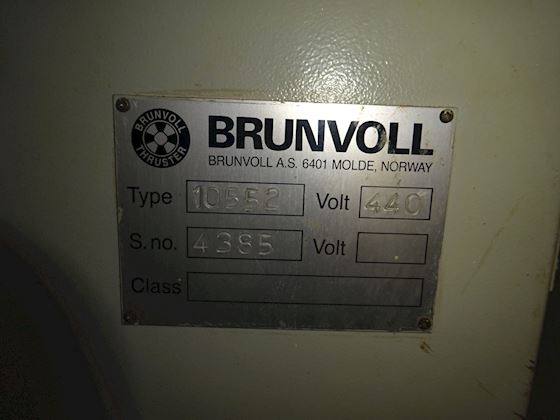 BRUNVOLL
THRUSTER
BRUNVOLL
BRUNVOLL A.S. 6401 MOLDE, NORWAY
Type 10552 Volt 440
S.no. 4385 Volt
Class